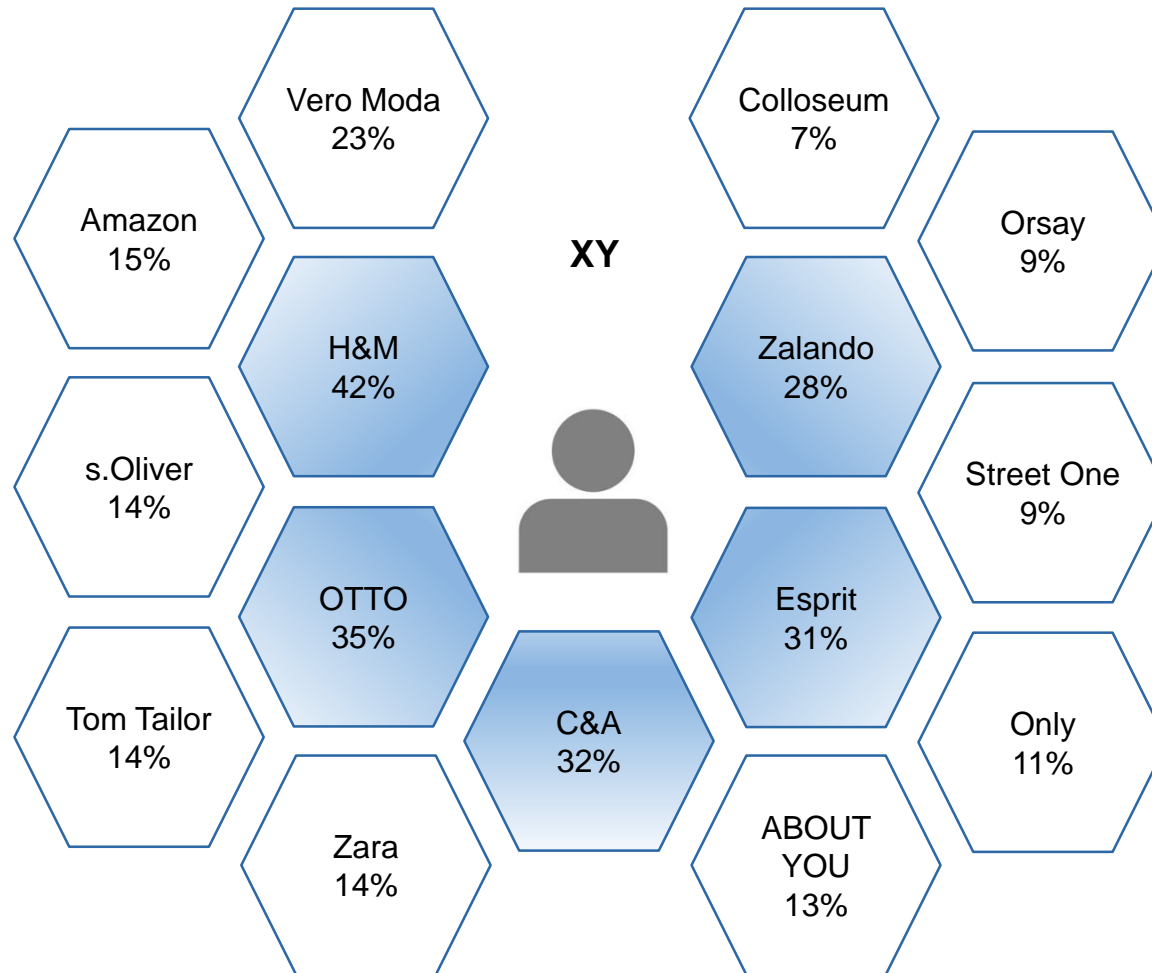 Vero Moda
23%
Colloseum
7%
Amazon
15%
Orsay
9%
XY
H&M
42%
Zalando
28%
s.Oliver
14%
Street One
9%
OTTO
35%
Esprit
31%
Tom Tailor
14%
C&A
32%
Only
11%
Zara
14%
ABOUT
YOU
13%